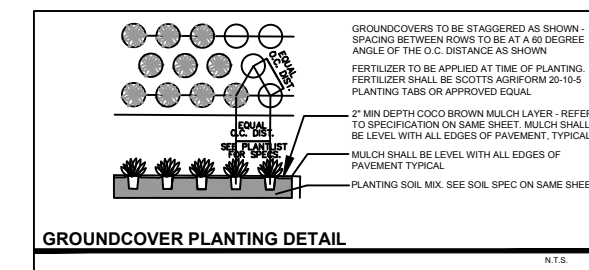 GROUNDCOVERS TO BE STAGGERED AS SHOWN -
SPACING BETWEEN ROWS TO BE AT A 60 DEGREE
ANGLE OF THE O.C. DISTANCE AS SHOWN
FERTILIZER TO BE APPLIED AT TIME OF PLANTING.
FERTILIZER SHALL BE SCOTTS AGRIFORM 20-10-5
PLANTING TABS OR APPROVED EQUAL
2" MIN DEPTH COCO BROWN MULCH LAYER - REFER
TO SPECIFICATION ON SAME SHEET. MULCH SHALL
BE LEVEL WITH ALL EDGES OF PAVEMENT, TYPICAL
MULCH SHALL BE LEVEL WITH ALL EDGES OF
PAVEMENT TYPICAL
PLANTING SOIL MIX. SEE SOIL SPEC ON SAME SHEE
EQUAL
O.C. DIST.
EQUAL
O.C. DIST.
SEE PLANTLIST
FOR SPECS.
GROUNDCOVER PLANTING DETAIL
N.T.S.